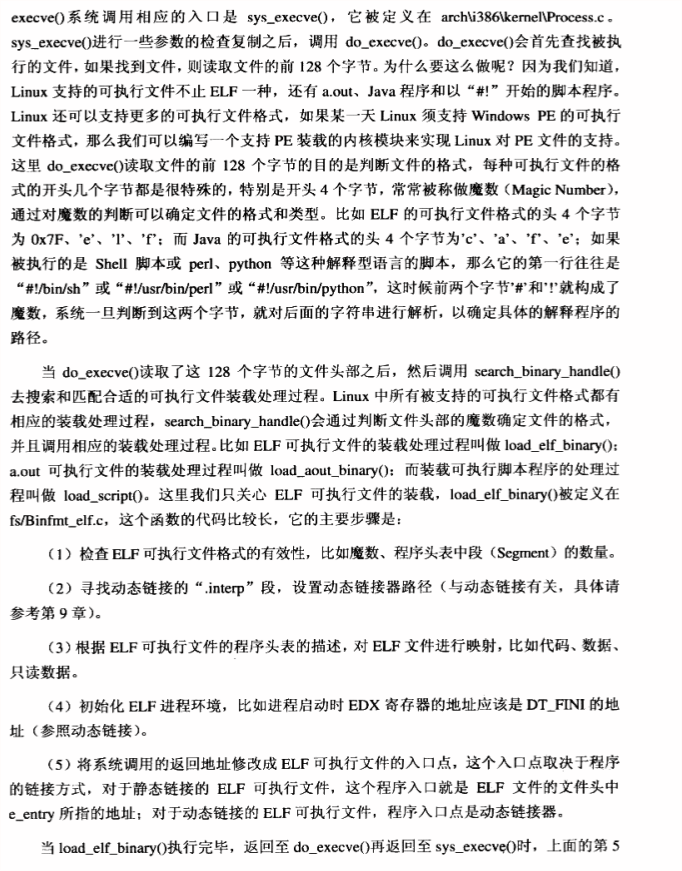 execve()系统调用相应的入口是 sys_execve()，它被定义在 arch\i386\kernel\Process.c。
sys_execve()进行一些参数的检查复制之后，调用 do_execve()。do_execve()会首先查找被执
行的文件，如果找到文件，则读取文件的前 128 个字节。为什么要这么做呢？因为我们知道，
Linux 支持的可执行文件不止 ELF 一种，还有 a.out、Java 程序和以“#!”开始的脚本程序。
Linux 还可以支持更多的可执行文件格式，如果某一天 Linux 须支持 Windows PE 的可执行
文件格式，那么我们可以编写一个支持 PE 装载的内核模块来实现 Linux 对 PE 文件的支持。
这里 do_execve()读取文件的前 128 个字节的目的是判断文件的格式，每种可执行文件的格
式的开头几个字节都是很特殊的，特别是开头 4 个字节，常常被称做魔数（Magic Number），
通过对魔数的判断可以确定文件的格式和类型。比如 ELF 的可执行文件格式的头 4 个字节
为 0x7F、’e’、’l’、’f’；而 Java 的可执行文件格式的头 4 个字节为’c’、’a’、’f’、’e’；如果
被执行的是 Shell 脚本或 perl、python 等这种解释型语言的脚本，那么它的第一行往往是
“#!/bin/sh”或“#!/usr/bin/perl”或“#!/usr/bin/python”，这时候前两个字节’#’和’!’就构成了
魔数，系统一旦判断到这两个字节，就对后面的字符串进行解析，以确定具体的解释程序的
路径。
当 do_execve()读取了这 128 个字节的文件头部之后，然后调用 search_binary_handle()
去搜索和匹配合适的可执行文件装载处理过程。Linux 中所有被支持的可执行文件格式都有
相应的装载处理过程，search_binary_handle()会通过判断文件头部的魔数确定文件的格式，
并且调用相应的装载处理过程。比如 ELF 可执行文件的装载处理过程叫做 load_elf_binary()；
a.out 可执行文件的装载处理过程叫做 load_aout_binary()；而装载可执行脚本程序的处理过
程叫做 load_script()。这里我们只关心 ELF 可执行文件的装载，load_elf_binary()被定义在
fs/Binfmt_elf.c，这个函数的代码比较长，它的主要步骤是：
（1）检查 ELF 可执行文件格式的有效性，比如魔数、程序头表中段（Segment）的数量。
（2）寻找动态链接的“.interp”段，设置动态链接器路径（与动态链接有关，具体请
参考第 9 章）。
（3）根据 ELF 可执行文件的程序头表的描述，对 ELF 文件进行映射，比如代码、数据、
只读数据。
（4）初始化 ELF 进程环境，比如进程启动时 EDX 寄存器的地址应该是 DT_FINI 的地
址（参照动态链接）。
（5）将系统调用的返回地址修改成 ELF 可执行文件的入口点，这个入口点取决于程序
的链接方式，对于静态链接的 ELF 可执行文件，这个程序入口就是 ELF 文件的文件头中
e_entry 所指的地址；对于动态链接的 ELF 可执行文件，程序入口点是动态链接器。
当 load_elf_binary()执行完毕，返回至 do_execve()再返回至 sys_execve()时，上面的第 5